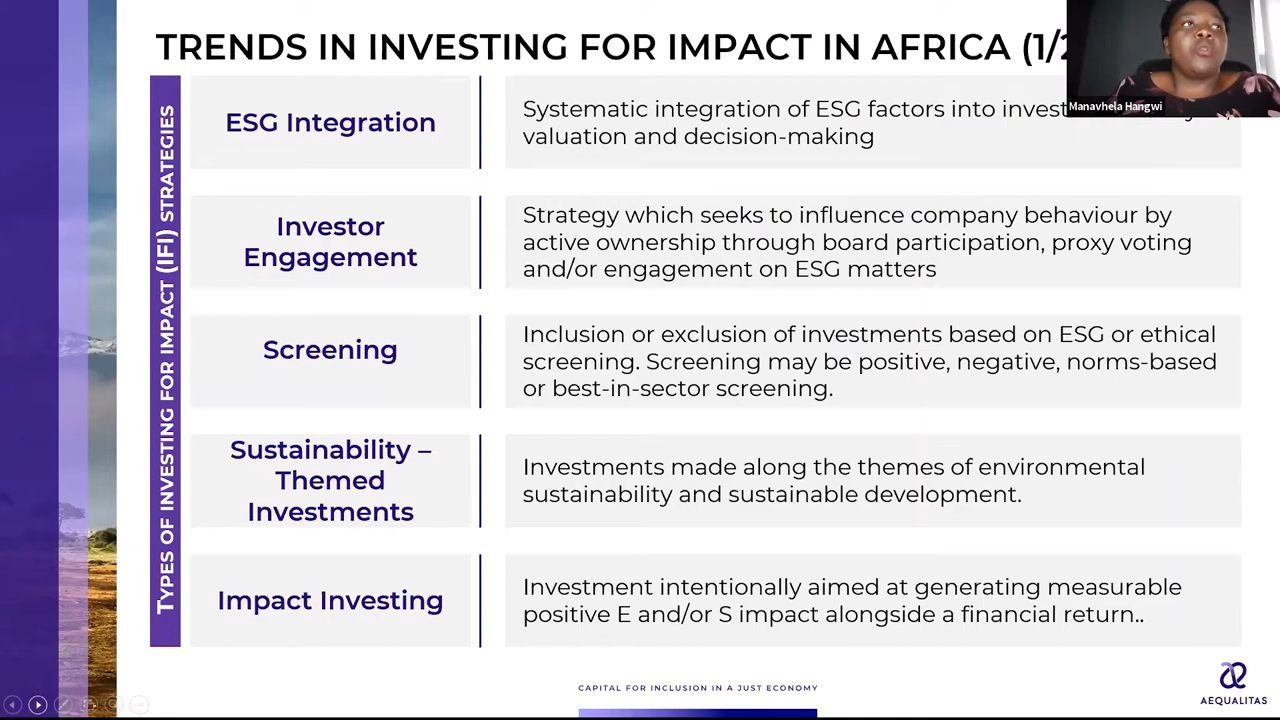 TRENDS IN INVESTING FOR IMPACT IN AFRICA (1/2
Manavhela Hangwi
TYPES OF INVESTING FOR IMPACT (IFI) STRATEGIES
ESG Integration
Systematic integration of ESG factors into
valuation and decision-making
Investor
Engagement
Strategy which seeks to influence company behaviour by
active ownership through board participation, proxy voting
and/or engagement on ESG matters
Screening
Inclusion or exclusion of investments based on ESG or ethical
screening. Screening may be positive, negative, norms-based
or best-in-sector screening.
Sustainability –
Themed
Investments
Investments made along the themes of environmental
sustainability and sustainable development.
Impact Investing
Investment intentionally aimed at generating measurable
positive E and/or S impact alongside a financial return..
CAPITAL FOR INCLUSION IN A JUST ECONOMY
AEQUALITAS